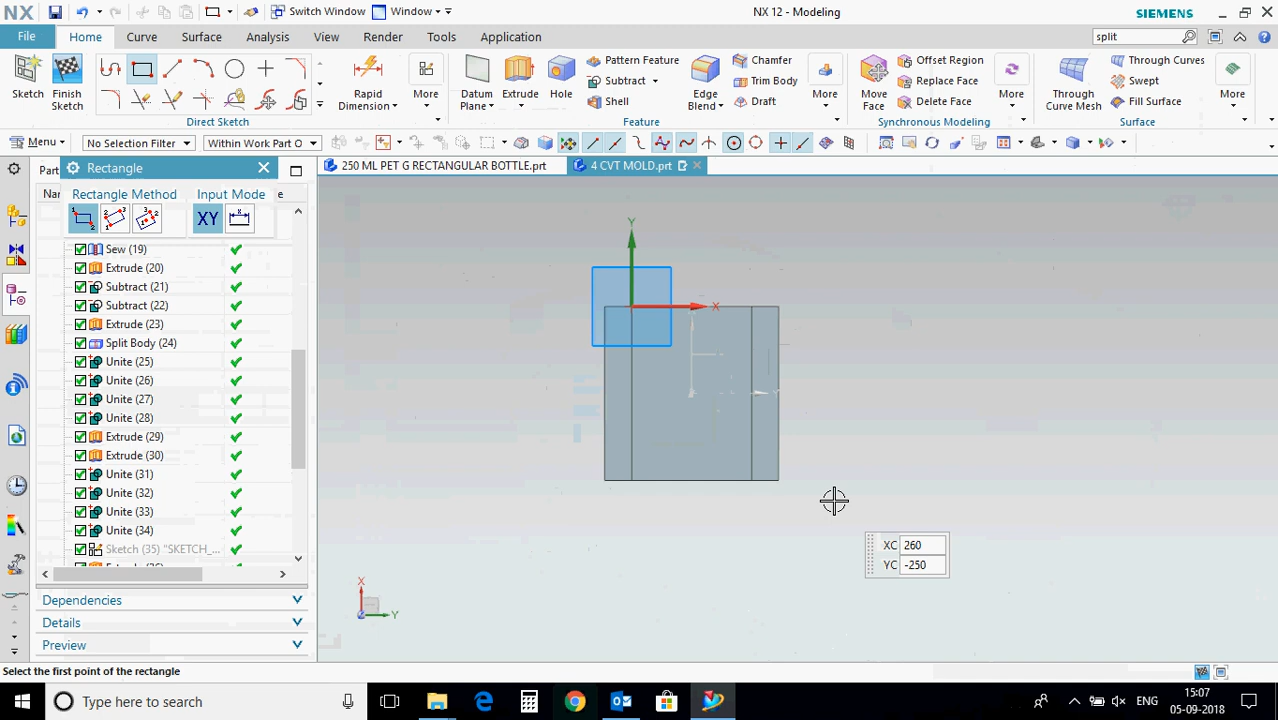 NX
Switch Window
Window
NX 12 - Modeling
SIEMENS
File
Home
Curve
Surface
Analysis
View
Render
Tools
Application
split
Sketch
Finish Sketch
Rapid Dimension
More
Datum Plane
Extrude
Hole
Pattern Feature
Subtract
Shell
Edge Blend
Chamfer
Trim Body
Draft
More
Move Face
Offset Region
Replace Face
Delete Face
More
Through Curve Mesh
Through Curves
Swept
Fill Surface
More
Direct Sketch
Feature
Synchronous Modeling
Surface
Menu
No Selection Filter
Within Work Part O
Part
Rectangle
250 ML PET G RECTANGULAR BOTTLE.prt
4 CVT MOLD.prt
Nar
Rectangle Method
Input Mode
e
XY
Sew (19)
Extrude (20)
Subtract (21)
Subtract (22)
Extrude (23)
Split Body (24)
Unite (25)
Unite (26)
Unite (27)
Unite (28)
Extrude (29)
Extrude (30)
Unite (31)
Unite (32)
Unite (33)
Unite (34)
Sketch (35) "SKETCH_...
Dependencies
Details
Preview
Y
X
Y
XC 260
YC -250
X
Y
Select the first point of the rectangle
Type here to search
ENG
15:07
05-09-2018